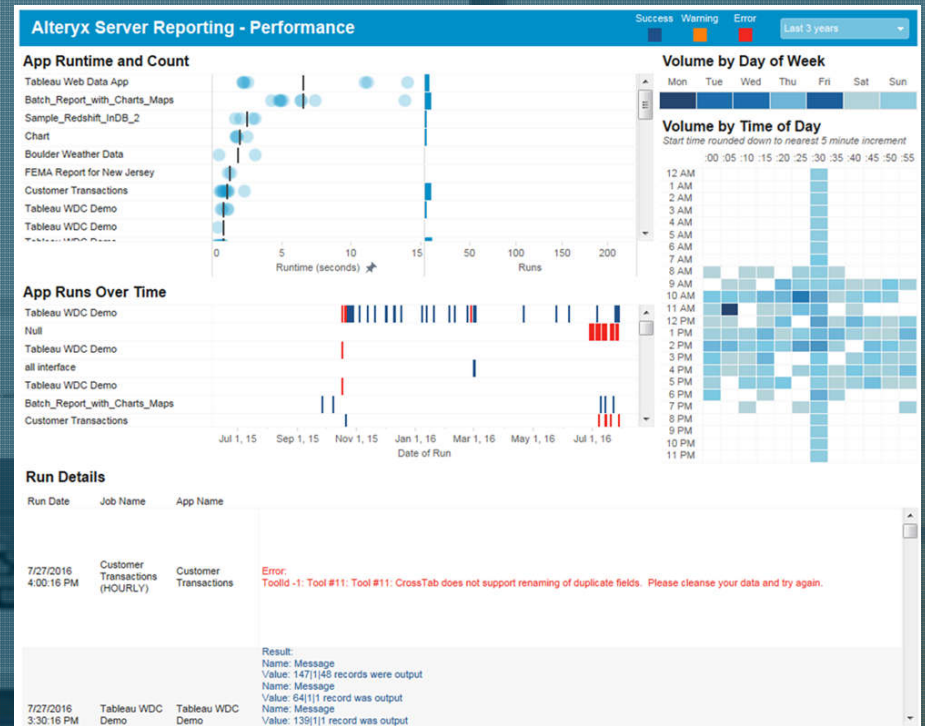 Alteryx Server Reporting - Performance
Success Warning Error
Last 3 years
App Runtime and Count
Tableau Web Data App
Batch_Report_with_Charts_Maps
Sample_Redshift_InDB_2
Chart
Boulder Weather Data
FEMA Report for New Jersey
Customer Transactions
Tableau WDC Demo
Tableau WDC Demo
Tableau WDC Demo
0 5 10 15 50 100 150 200
Runtime (seconds) Runs
Volume by Day of Week
Mon Tue Wed Thu Fri Sat Sun
Volume by Time of Day
Start time rounded down to nearest 5 minute increment
:00 :05 :10 :15 :20 :25 :30 :35 :40 :45 :50 :55
12 AM
1 AM
2 AM
3 AM
4 AM
5 AM
6 AM
7 AM
8 AM
9 AM
10 AM
11 AM
12 PM
1 PM
2 PM
3 PM
4 PM
5 PM
6 PM
7 PM
8 PM
9 PM
10 PM
11 PM
App Runs Over Time
Tableau WDC Demo
Null
Tableau WDC Demo
all interface
Tableau WDC Demo
Batch_Report_with_Charts_Maps
Customer Transactions
Jul 1, 15 Sep 1, 15 Nov 1, 15 Jan 1, 16 Mar 1, 16 May 1, 16 Jul 1, 16
Date of Run
Run Details
Run Date Job Name App Name
7/27/2016
4:00:16 PM
Customer
Transactions
(HOURLY)
Customer
Transactions
Error:
ToolId -1: Tool #11: Tool #11: CrossTab does not support renaming of duplicate fields. Please cleanse your data and try again.
7/27/2016
3:30:16 PM
Tableau WDC
Demo
Tableau WDC
Demo
Result:
Name: Message
Value: 147|1|48 records were output
Name: Message
Value: 64|1|1 record was output
Name: Message
Value: 139|1|1 record was output